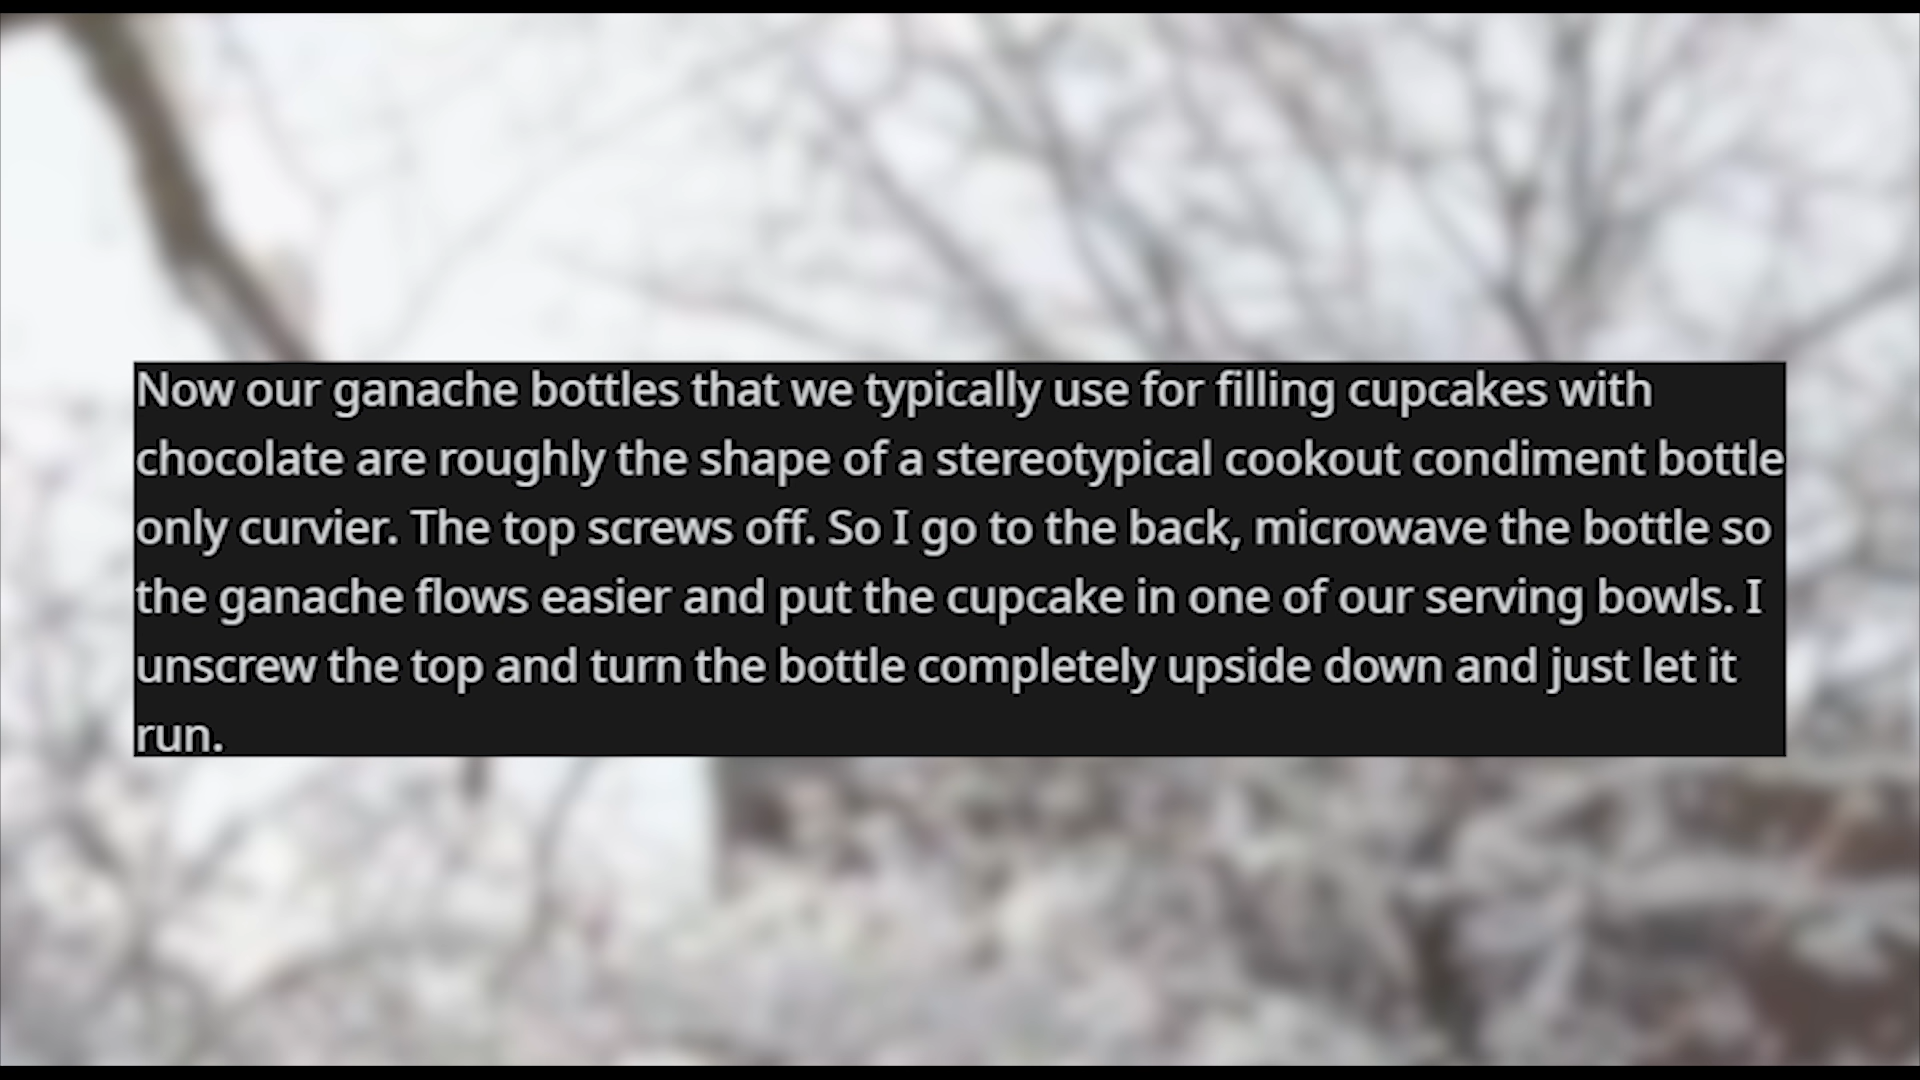 Now our ganache bottles that we typically use for filling cupcakes with
chocolate are roughly the shape of a stereotypical cookout condiment bottle
only curvier. The top screws off. So I go to the back, microwave the bottle so
the ganache flows easier and put the cupcake in one of our serving bowls. I
unscrew the top and turn the bottle completely upside down and just let it
run.